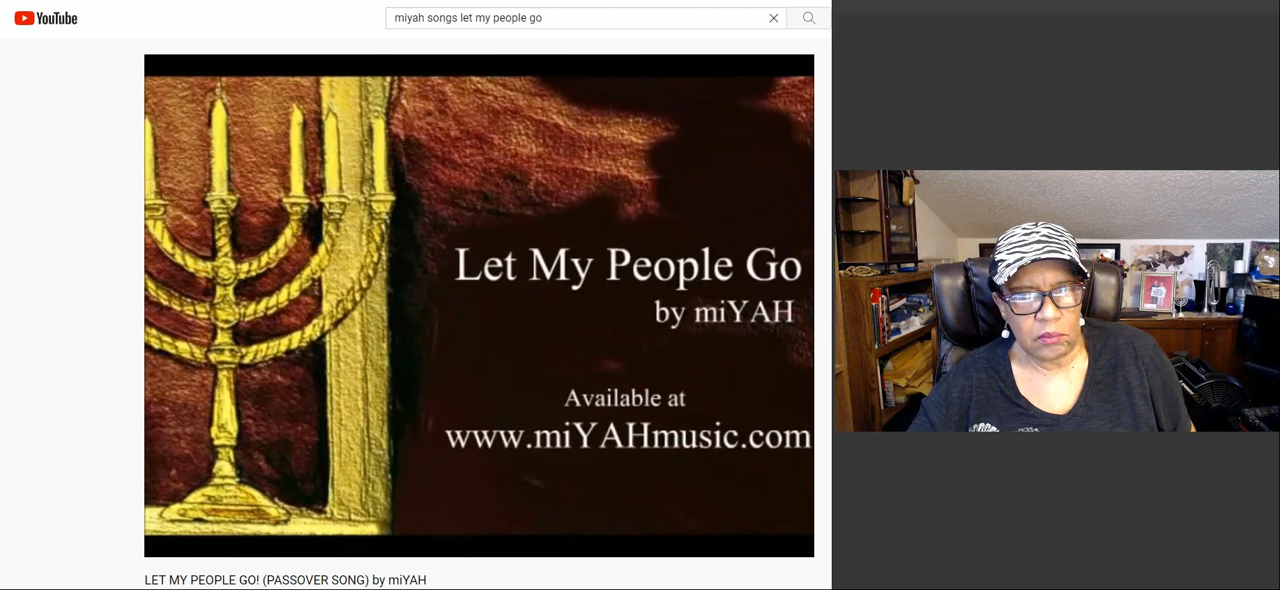 YouTube
miyah songs let my people go
Let My People Go
by miYAH
Available at
www.miYAHmusic.com
LET MY PEOPLE GO! (PASSOVER SONG) by miYAH